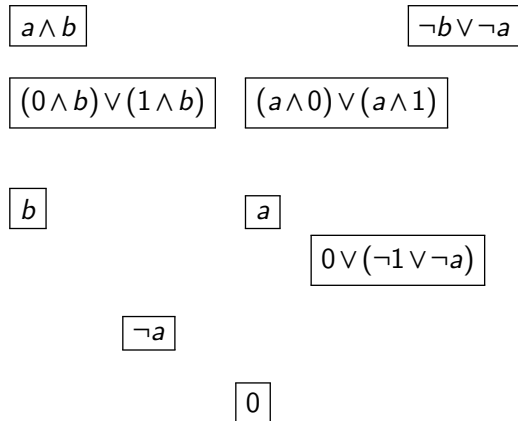 a ∧ b ¬b ∨ ¬a
(0 ∧ b) ∨ (1 ∧ b) (a ∧ 0) ∨ (a ∧ 1)
b a
0 ∨ (¬1 ∨ ¬a)
¬a
0